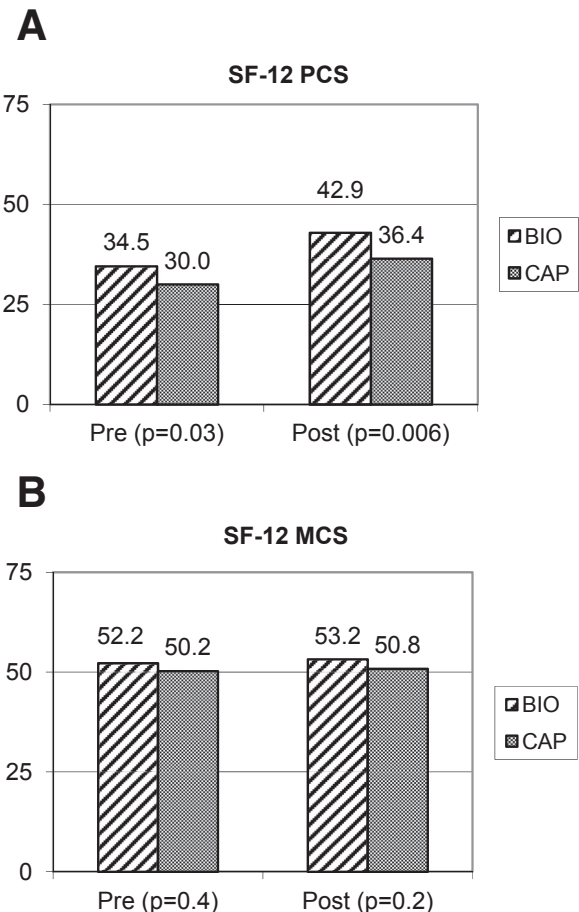 A
SF-12 PCS
75
50
25
0
34.5
30.0
42.9
36.4
BIO
CAP
Pre (p=0.03)
Post (p=0.006)
B
SF-12 MCS
75
50
25
0
52.2
50.2
53.2
50.8
BIO
CAP
Pre (p=0.4)
Post (p=0.2)